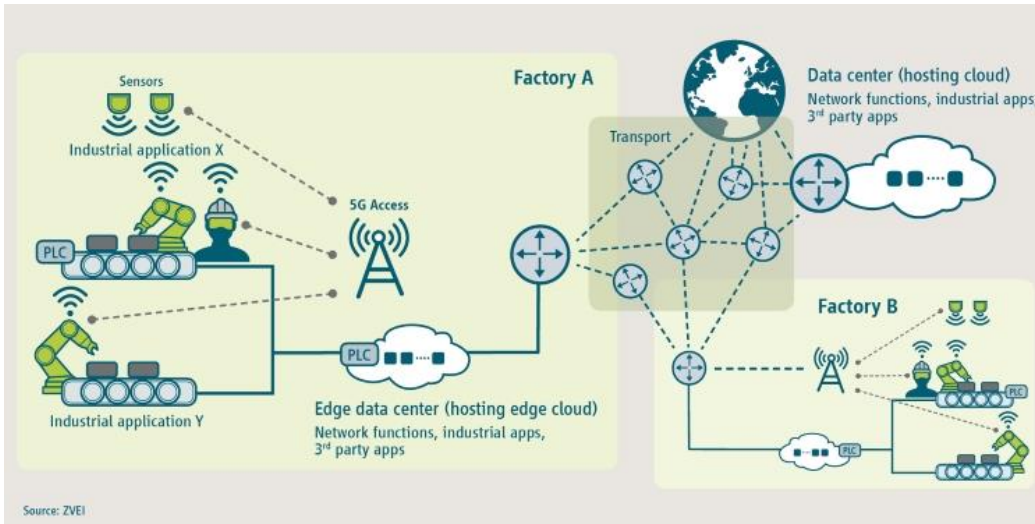 Sensors
Industrial application X
Factory A
PLC
5G Access
Industrial application Y
PLC
Edge data center (hosting edge cloud)
Network functions, industrial apps,
3rd party apps
Transport
Data center (hosting cloud)
Network functions, industrial apps
3rd party apps
Factory B
PLC
PLC
Source: ZVEI